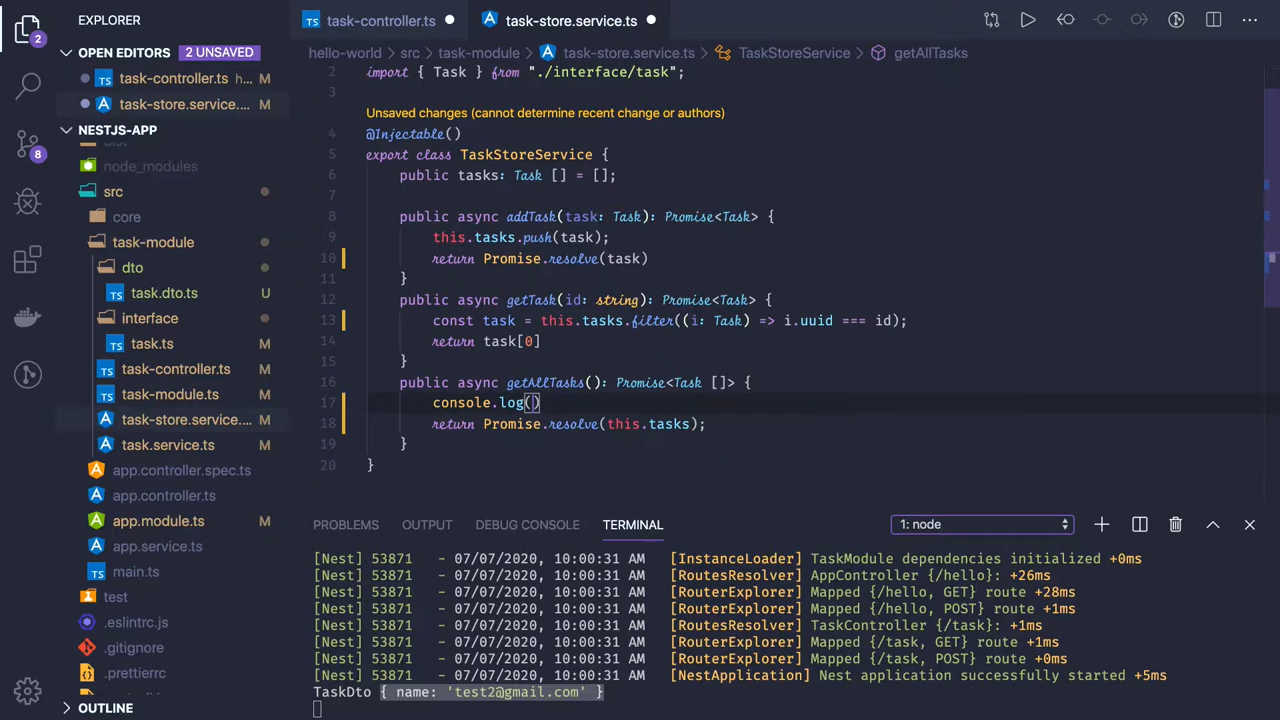 EXPLORER
OPEN EDITORS 2 UNSAVED
task-controller.ts h... M
task-store.service.... M
NESTJS-APP
dist
node_modules
src
core
task-module
dto
task.dto.ts U
interface
task.ts M
task-controller.ts M
task-module.ts M
task-store.service.... M
task.service.ts M
app.controller.spec.ts
app.controller.ts
app.module.ts M
app.service.ts
main.ts
test
.eslintrc.js
.gitignore
.prettierrc
OUTLINE
2
8
task-controller.ts
task-store.service.ts
hello-world › src › task-module › task-store.service.ts › TaskStoreService › getAllTasks
2 import { Task } from "./interface/task";
3
Unsaved changes (cannot determine recent change or authors)
4 @Injectable()
5 export class TaskStoreService {
6 public tasks: Task [] = [];
7
8 public async addTask(task: Task): Promise<Task> {
9 this.tasks.push(task);
10 return Promise.resolve(task)
11 }
12 public async getTask(id: string): Promise<Task> {
13 const task = this.tasks.filter((i: Task) => i.uuid === id);
14 return task[0]
15 }
16 public async getAllTasks(): Promise<Task []> {
17 console.log()
18 return Promise.resolve(this.tasks);
19 }
20 }
PROBLEMS OUTPUT DEBUG CONSOLE TERMINAL 1: node
[Nest] 53871 - 07/07/2020, 10:00:31 AM [InstanceLoader] TaskModule dependencies initialized +0ms
[Nest] 53871 - 07/07/2020, 10:00:31 AM [RoutesResolver] AppController {/hello}: +26ms
[Nest] 53871 - 07/07/2020, 10:00:31 AM [RouterExplorer] Mapped {/hello, GET} route +28ms
[Nest] 53871 - 07/07/2020, 10:00:31 AM [RouterExplorer] Mapped {/hello, POST} route +1ms
[Nest] 53871 - 07/07/2020, 10:00:31 AM [RoutesResolver] TaskController {/task}: +1ms
[Nest] 53871 - 07/07/2020, 10:00:31 AM [RouterExplorer] Mapped {/task, GET} route +1ms
[Nest] 53871 - 07/07/2020, 10:00:31 AM [RouterExplorer] Mapped {/task, POST} route +0ms
[Nest] 53871 - 07/07/2020, 10:00:31 AM [NestApplication] Nest application successfully started +5ms
TaskDto { name: 'test2@gmail.com' }